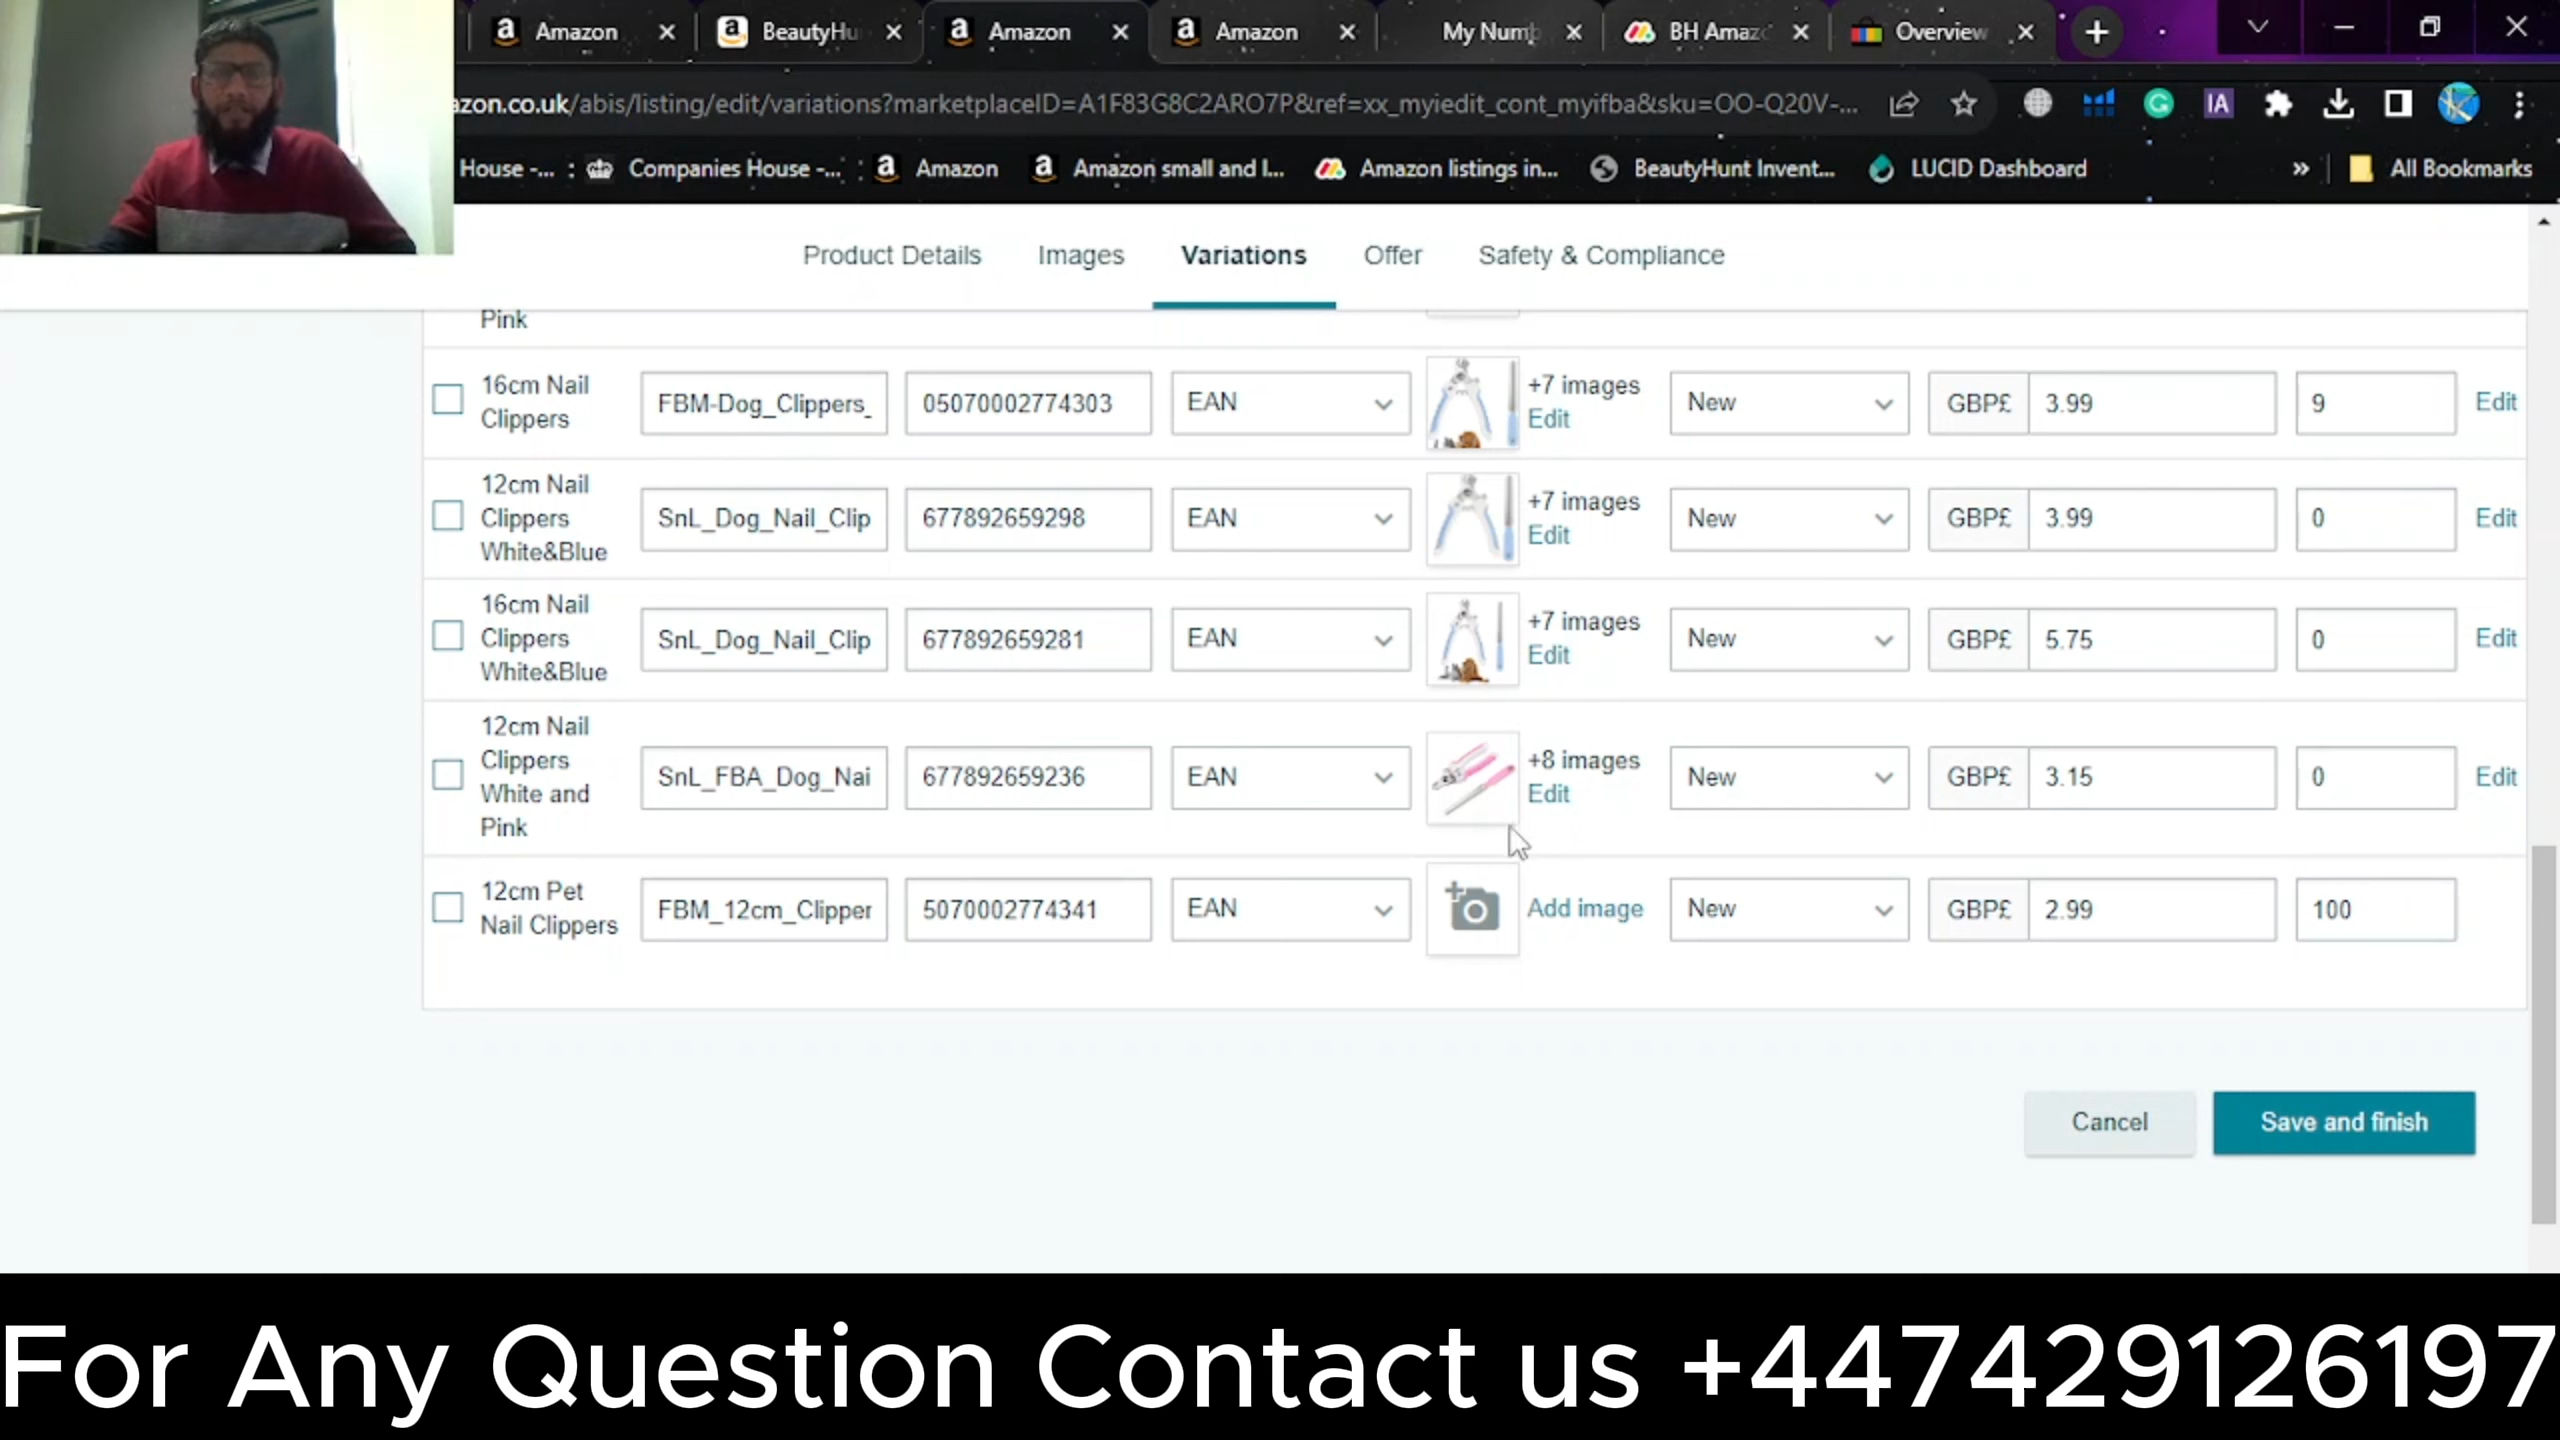 Amazon
BeautyHu
Amazon
Amazon
My Numb
BH Amaz
Overview
azon.co.uk/abis/listing/edit/variations?marketplaceID=A1F83G8C2ARO7P&ref=xx_myiedit_cont_myifba&sku=OO-Q20V-...
IA
House -...
Companies House -...
Amazon
Amazon small and l...
Amazon listings in...
BeautyHunt Invent...
LUCID Dashboard
»
All Bookmarks
Product Details
Images
Variations
Offer
Safety & Compliance
Pink
16cm Nail
Clippers
FBM-Dog_Clippers_
05070002774303
EAN
+7 images
Edit
New
GBP£
3.99
9
Edit
12cm Nail
Clippers
White&Blue
SnL_Dog_Nail_Clip
677892659298
EAN
+7 images
Edit
New
GBP£
3.99
0
Edit
16cm Nail
Clippers
White&Blue
SnL_Dog_Nail_Clip
677892659281
EAN
+7 images
Edit
New
GBP£
5.75
0
Edit
12cm Nail
Clippers
White and
Pink
SnL_FBA_Dog_Nai
677892659236
EAN
+8 images
Edit
New
GBP£
3.15
0
Edit
12cm Pet
Nail Clippers
FBM_12cm_Clipper
5070002774341
EAN
Add image
New
GBP£
2.99
100
Cancel
Save and finish
For Any Question Contact us +447429126197